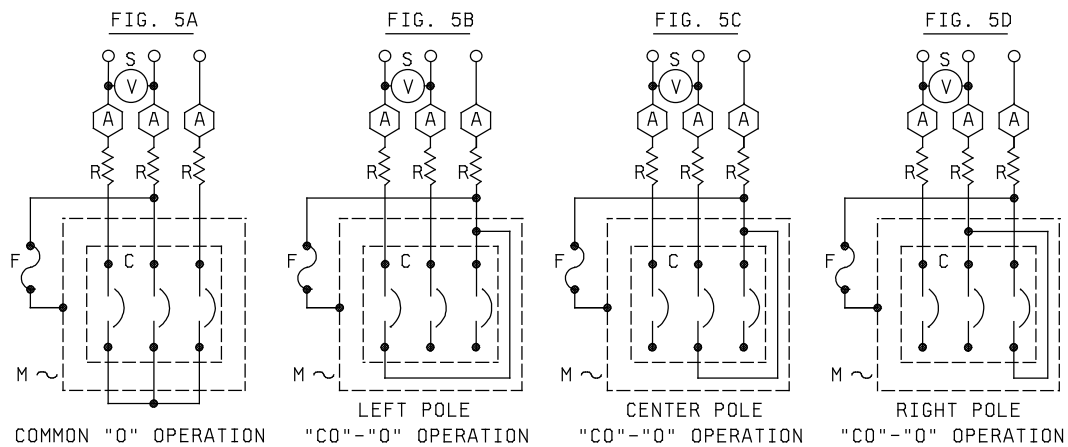 FIG. 5A FIG. 5B FIG. 5C FIG. 5D
S S S S
V V V V
A A A A A A A A A A A A
R R R R R R R R R R R R
F C F C F C F C
M M M M
LEFT POLE CENTER POLE RIGHT POLE
COMMON "O" OPERATION "CO"-"O" OPERATION "CO"-"O" OPERATION "CO"-"O" OPERATION